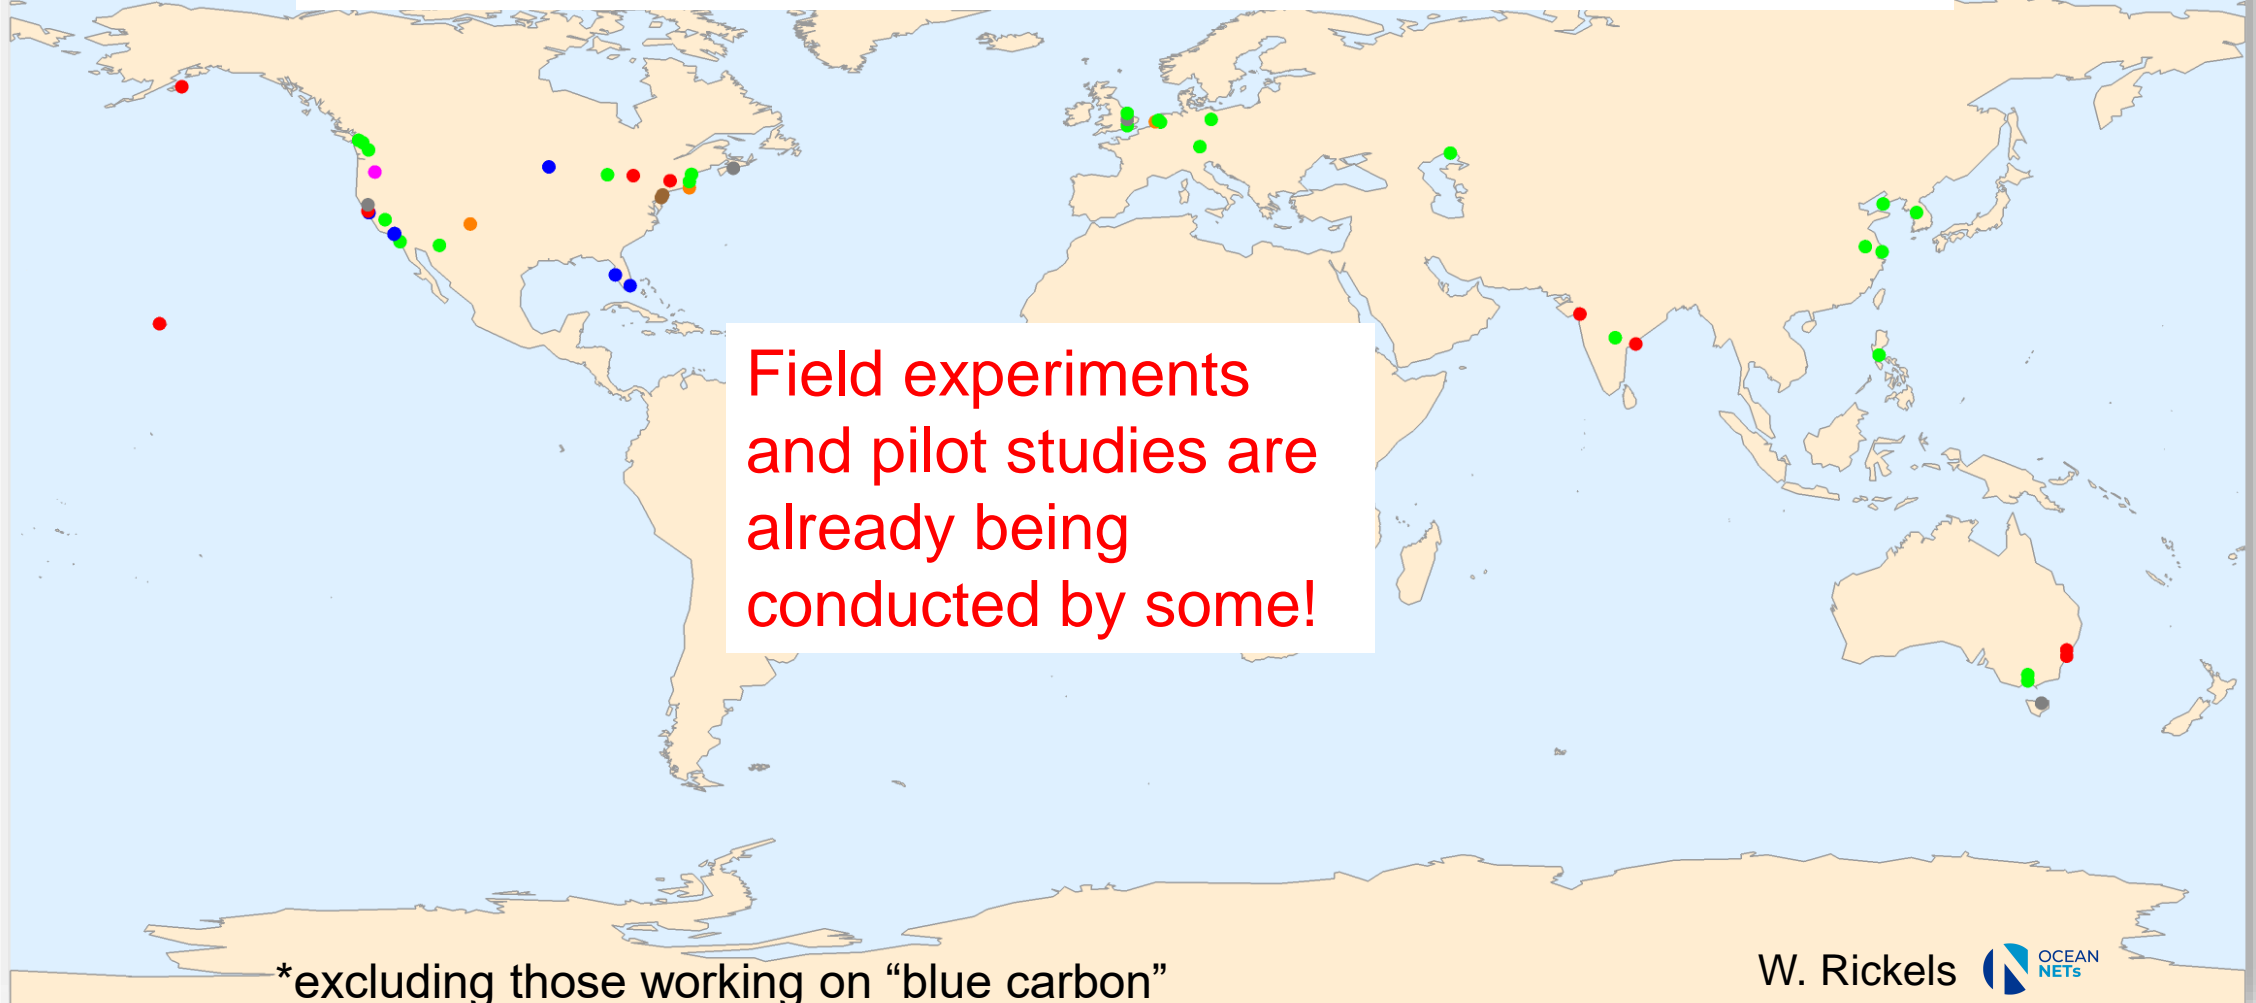 Field experiments
and pilot studies are
already being
conducted by some!
*excluding those working on “blue carbon”
W. Rickels
OCEAN
NETs